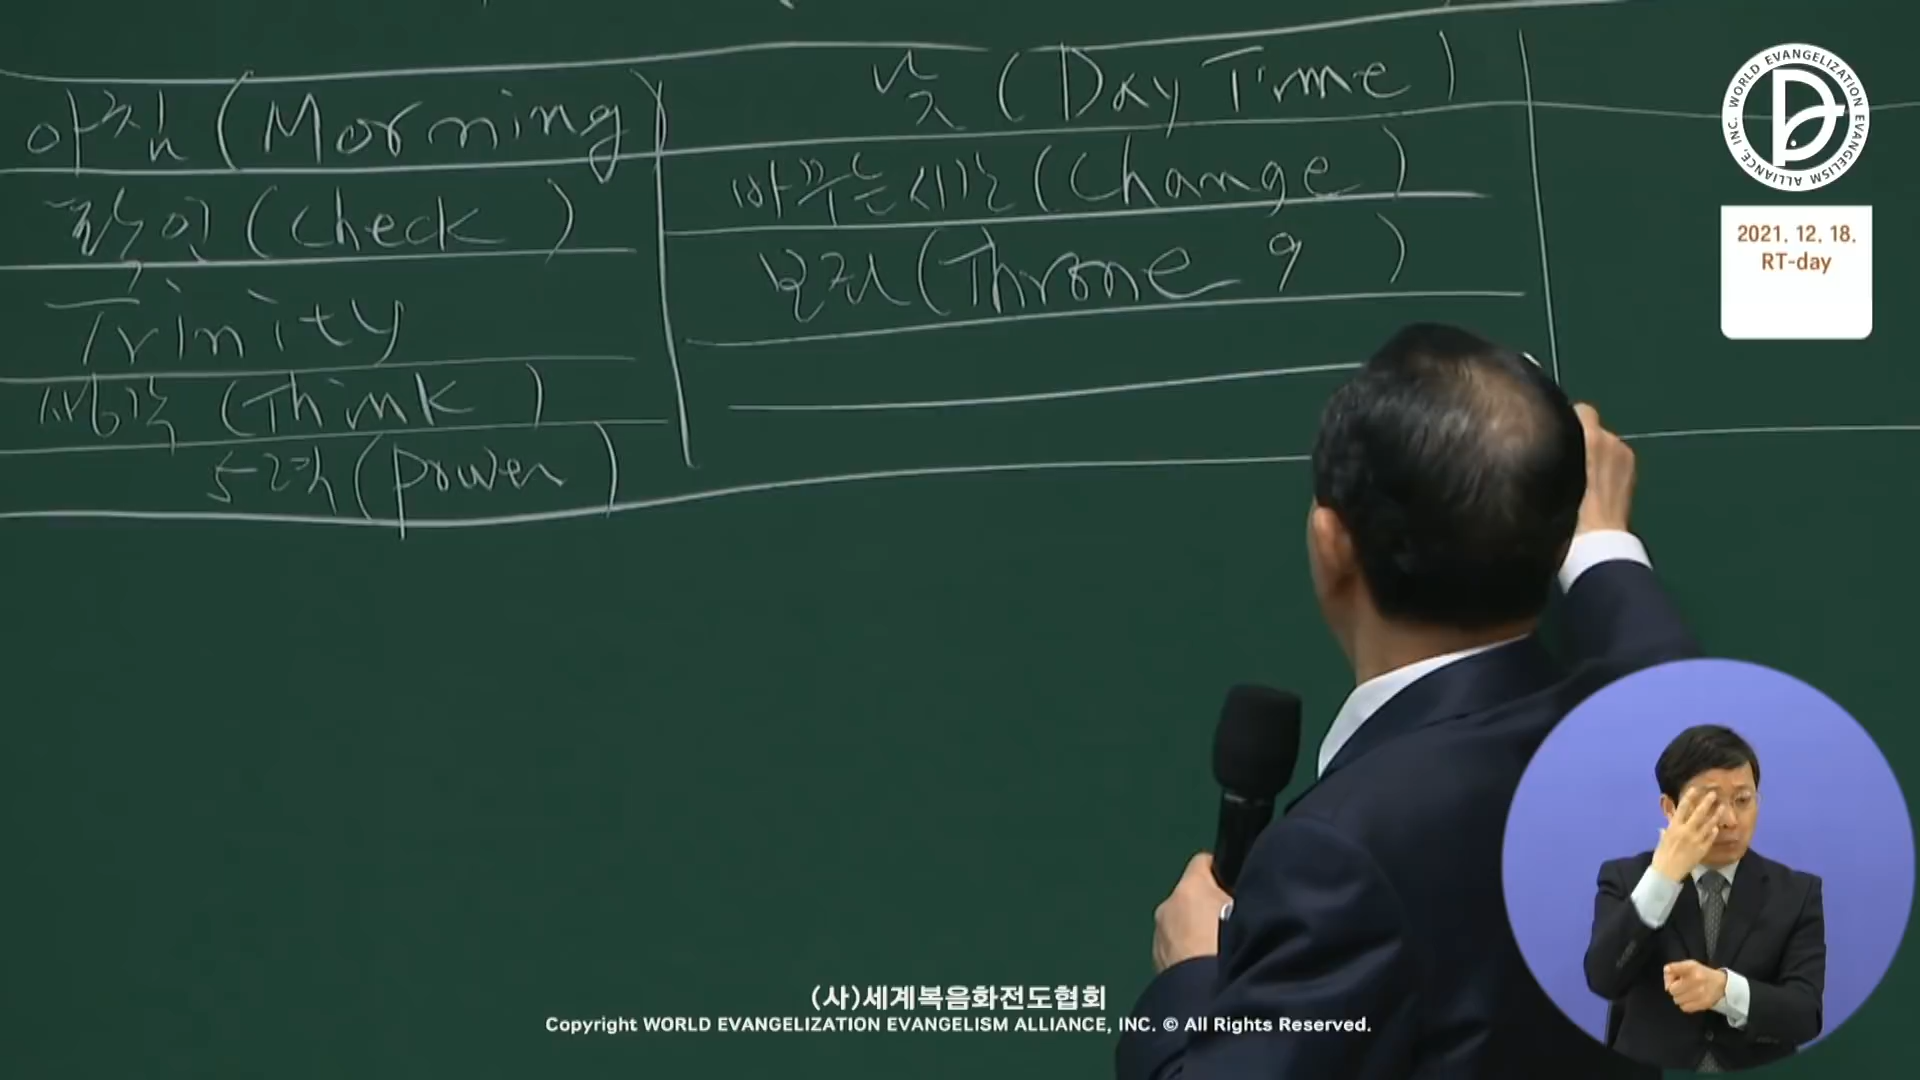 아침 (Morning)
확인 (Check)
Trinity
생각 (Think)
5력 (power)
낮 (Day Time)
바꾸는 시간 (Change)
보좌 (Throne 9)
WORLD EVANGELIZATION EVANGELISM ALLIANCE, INC.
2021. 12. 18.
RT-day
(사)세계복음화전도협회
Copyright WORLD EVANGELIZATION EVANGELISM ALLIANCE, INC. © All Rights Reserved.